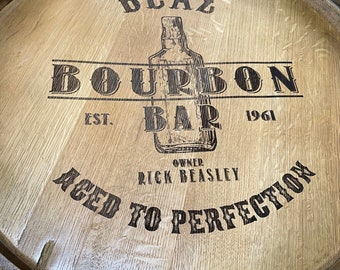 BOURBON
BAR
EST. 1961
OWNER
RICK BEASLEY
AGED TO PERFECTION